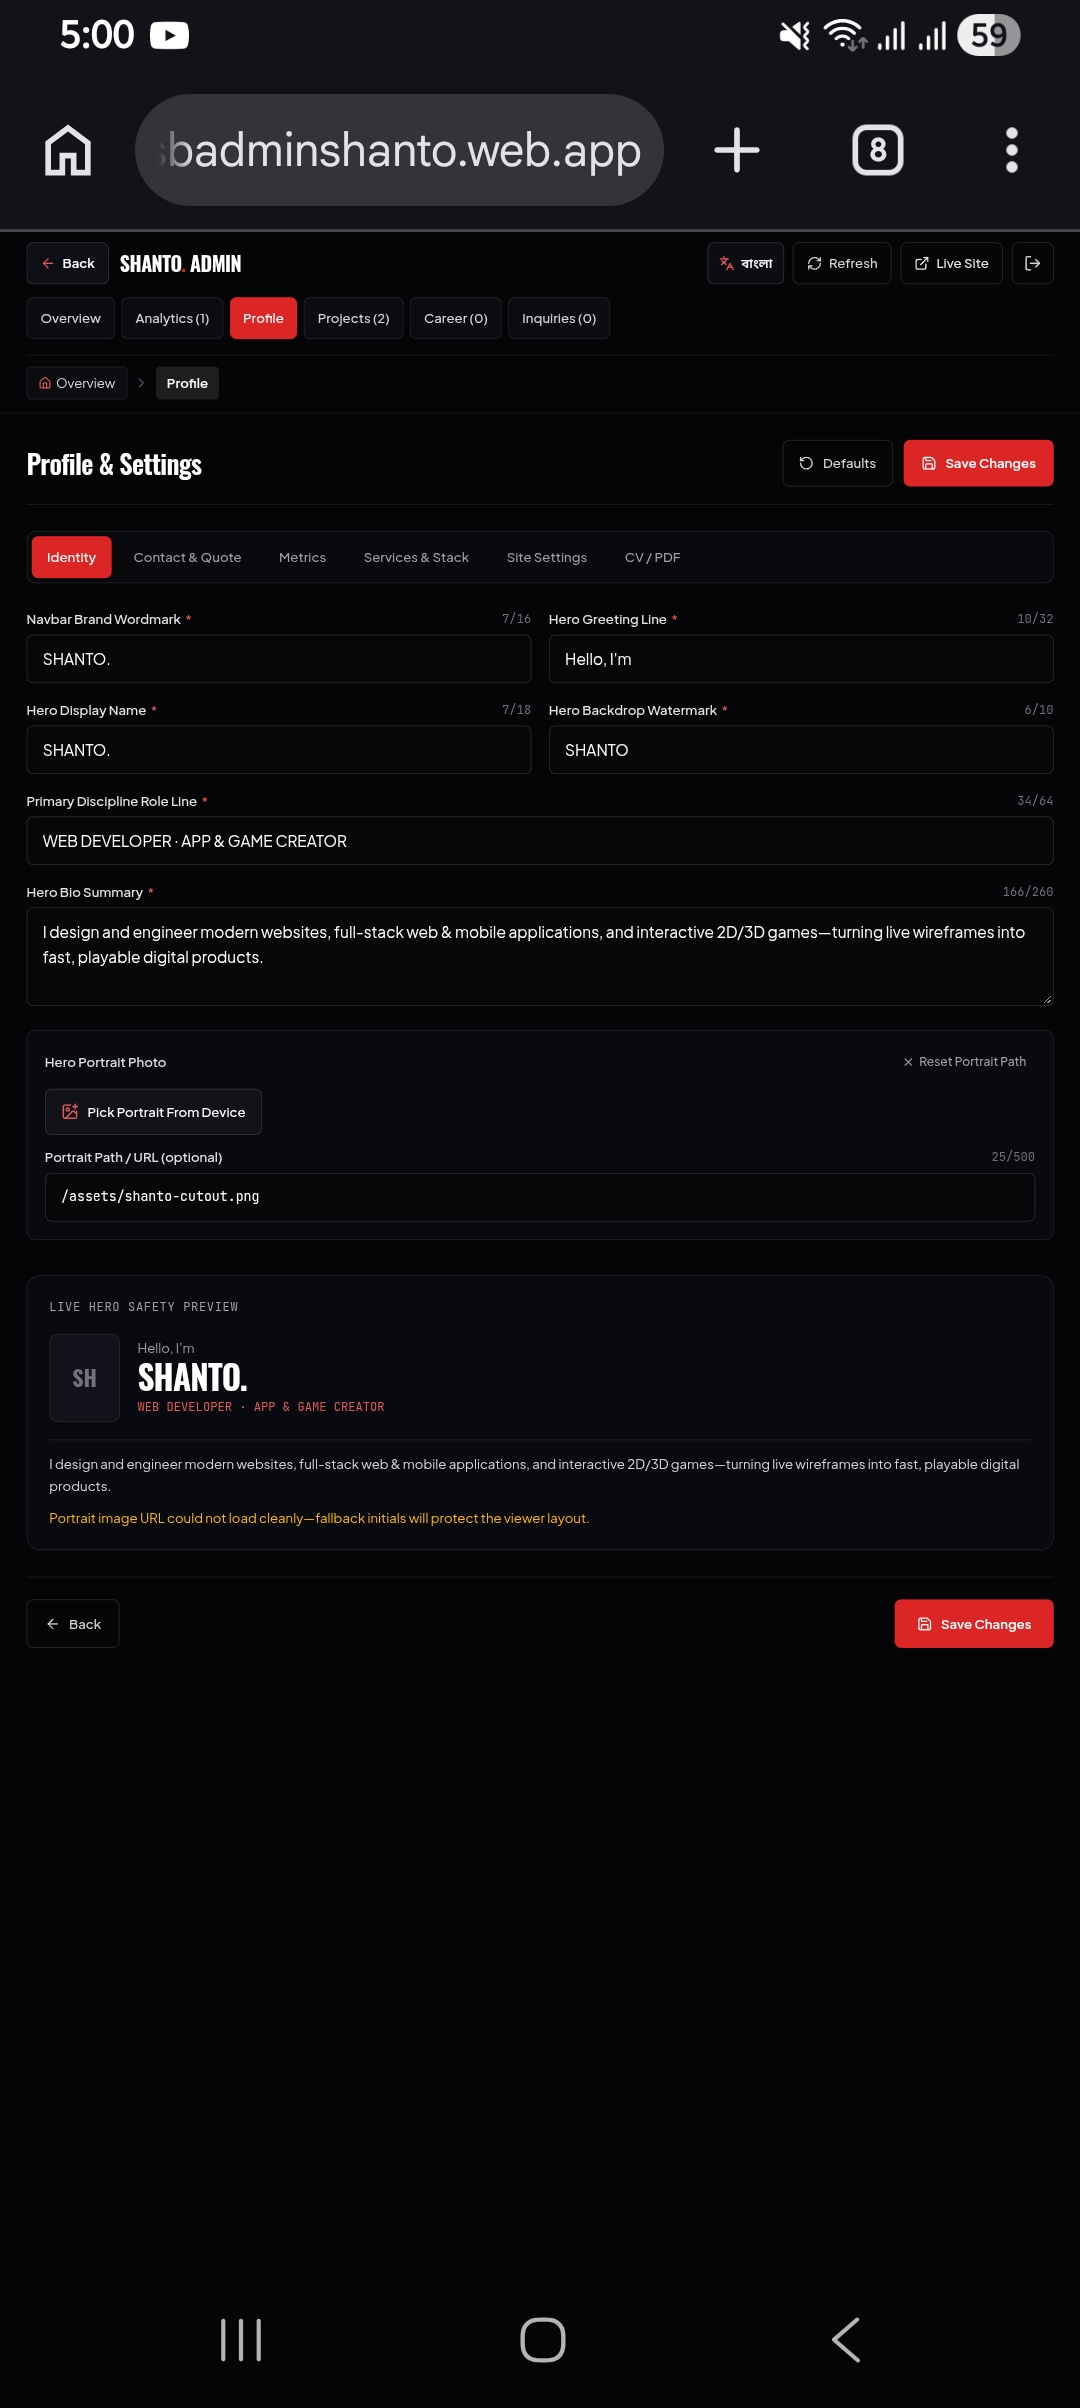 5:00
59
sbadminshanto.web.app
8
Back
SHANTO. ADMIN
বাংলা
Refresh
Live Site
Overview
Analytics (1)
Profile
Projects (2)
Career (0)
Inquiries (0)
Overview
Profile
Profile & Settings
Defaults
Save Changes
Identity
Contact & Quote
Metrics
Services & Stack
Site Settings
CV / PDF
Navbar Brand Wordmark *
7/16
SHANTO.
Hero Greeting Line *
10/32
Hello, I'm
Hero Display Name *
7/18
SHANTO.
Hero Backdrop Watermark *
6/10
SHANTO
Primary Discipline Role Line *
34/64
WEB DEVELOPER · APP & GAME CREATOR
Hero Bio Summary *
166/260
I design and engineer modern websites, full-stack web & mobile applications, and interactive 2D/3D games—turning live wireframes into
fast, playable digital products.
Hero Portrait Photo
Reset Portrait Path
Pick Portrait From Device
Portrait Path / URL (optional)
25/500
/assets/shanto-cutout.png
LIVE HERO SAFETY PREVIEW
SH
Hello, I'm
SHANTO.
WEB DEVELOPER · APP & GAME CREATOR
I design and engineer modern websites, full-stack web & mobile applications, and interactive 2D/3D games—turning live wireframes into fast, playable digital
products.
Portrait image URL could not load cleanly—fallback initials will protect the viewer layout.
Back
Save Changes